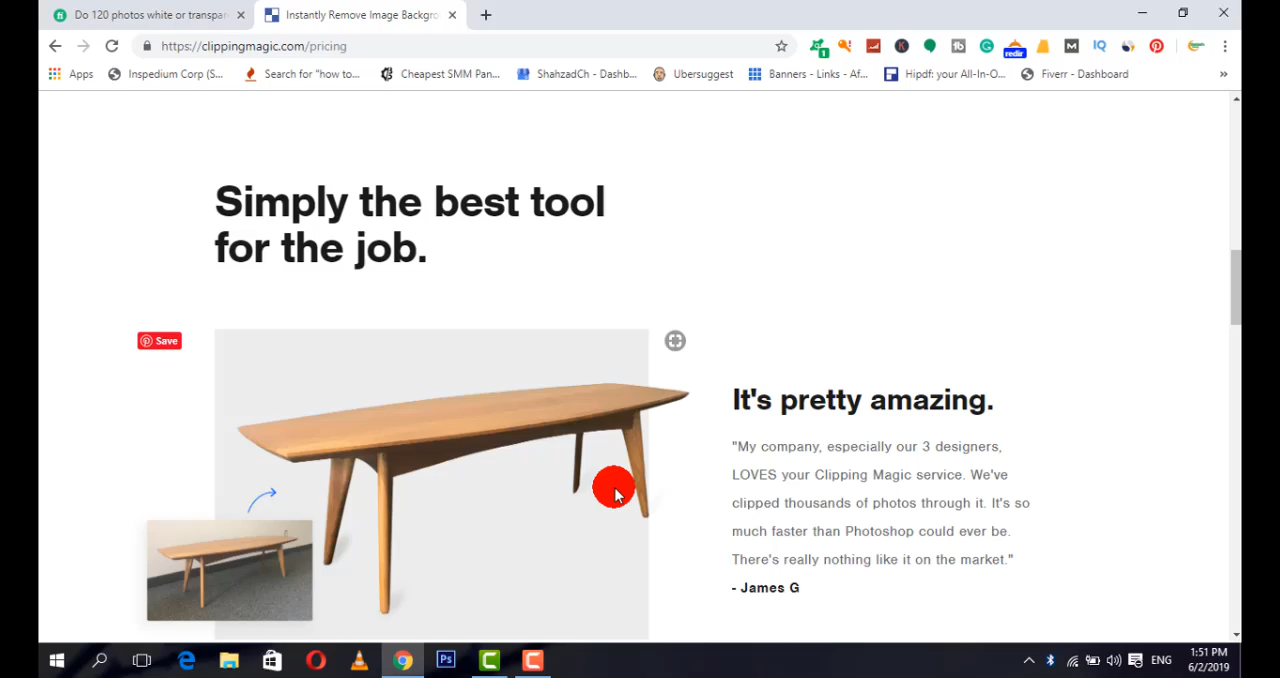 Do 120 photos white or transpar
Instantly Remove Image Backgro
https://clippingmagic.com/pricing
1
redir
Apps
Inspedium Corp (S...
Search for "how to...
Cheapest SMM Pan...
ShahzadCh - Dashb...
Ubersuggest
Banners - Links - Af...
Hipdf: your All-In-O...
Fiverr - Dashboard
Simply the best tool
for the job.
Save
It's pretty amazing.
"My company, especially our 3 designers,
LOVES your Clipping Magic service. We've
clipped thousands of photos through it. It's so
much faster than Photoshop could ever be.
There's really nothing like it on the market."
- James G
Ps
ENG
1:51 PM
6/2/2019